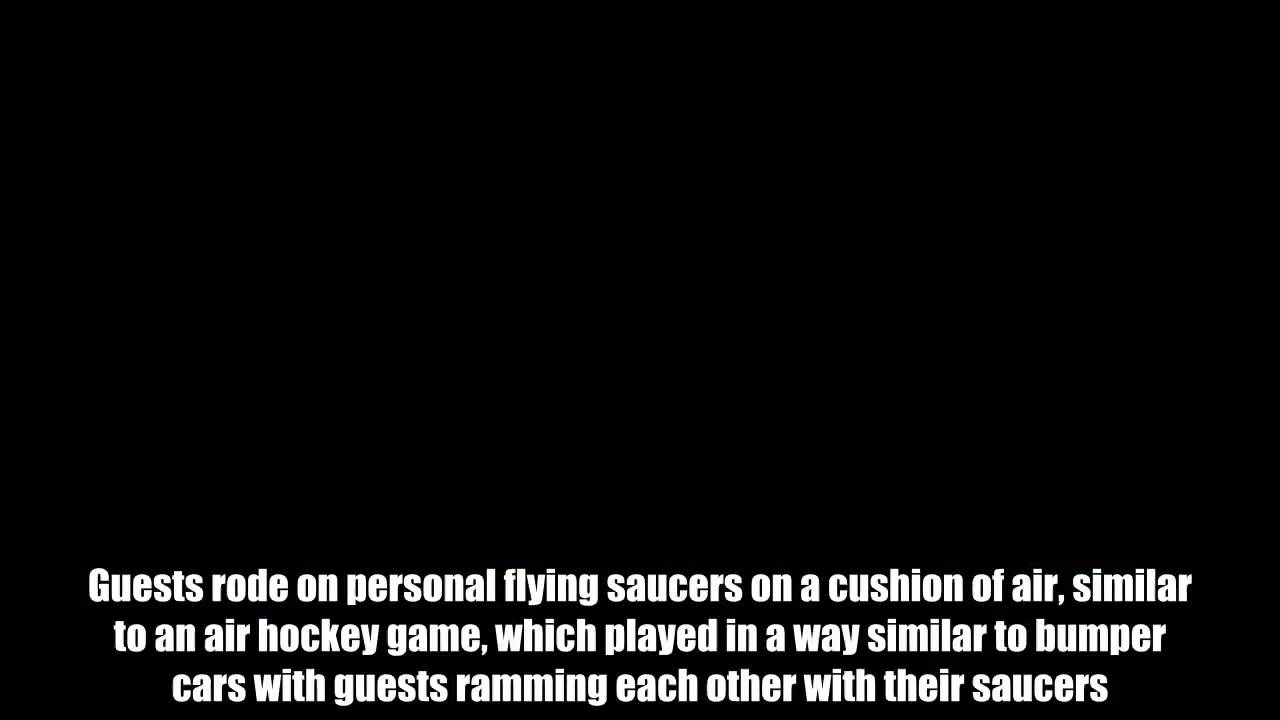 Guests rode on personal flying saucers on a cushion of air, similar
to an air hockey game, which played in a way similar to bumper
cars with guests ramming each other with their saucers